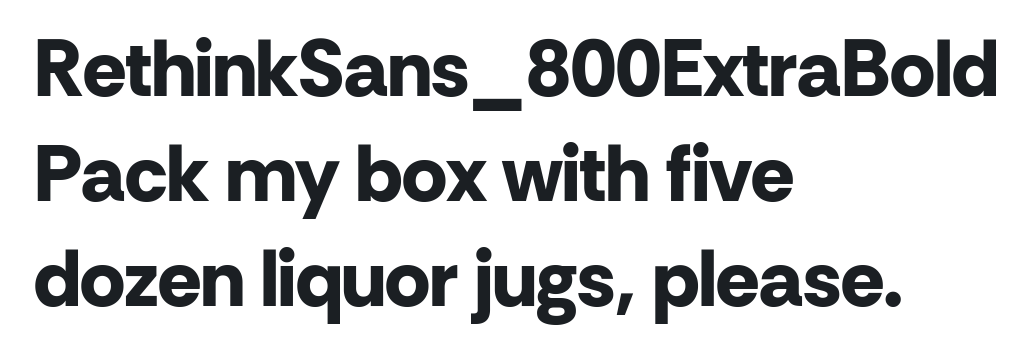 RethinkSans_800ExtraBold
Pack my box with five
dozen liquor jugs, please.